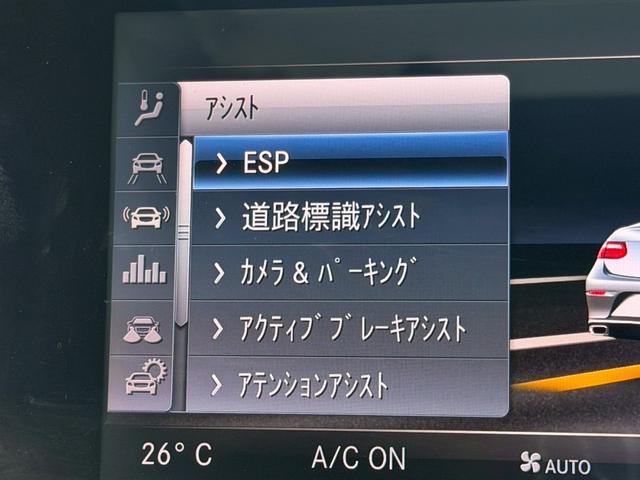 アシスト
ESP
道路標識アシスト
カメラ & パーキング
アクティブブレーキアシスト
アテンションアシスト
26° C A/C ON AUTO